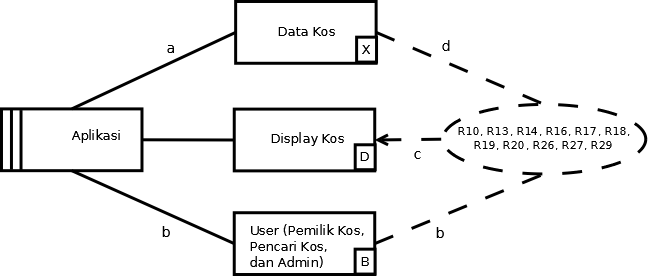 Data Kos
X
a
d
Aplikasi
Display Kos
D
R10, R13, R14, R16, R17, R18,
R19, R20, R26, R27, R29
c
b
User (Pemilik Kos,
Pencari Kos,
dan Admin)
B
b